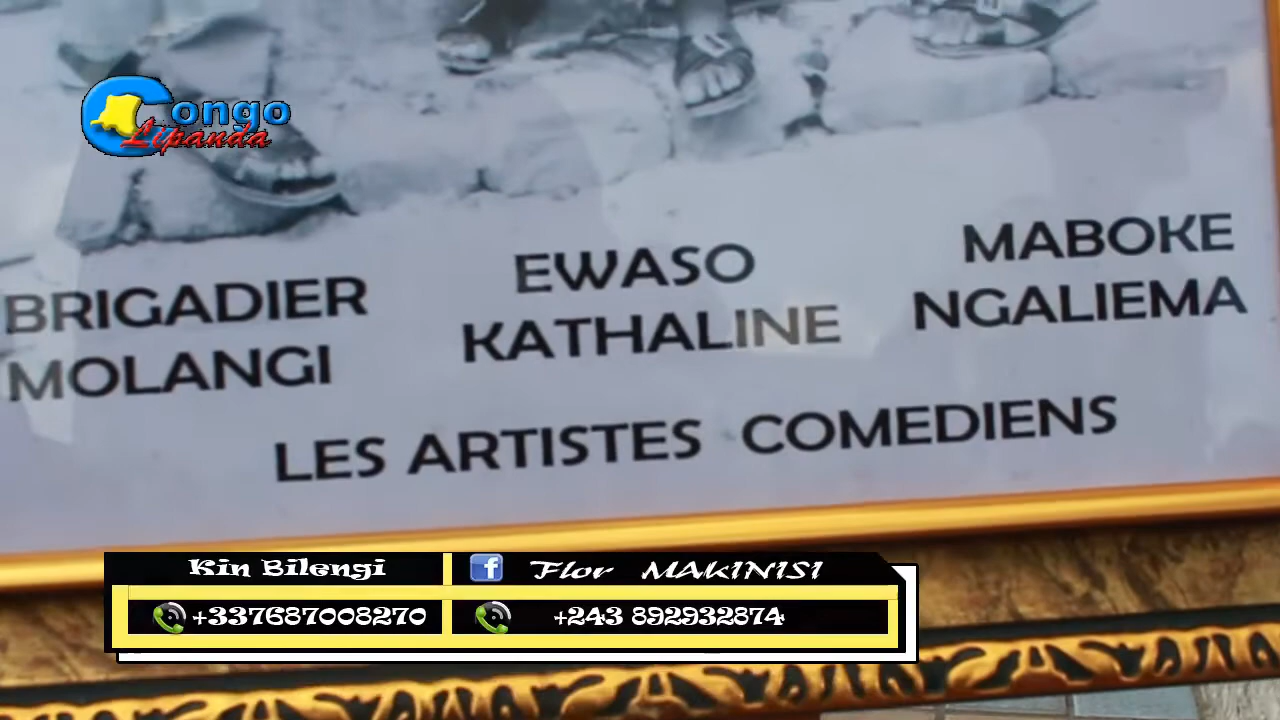 Congo
Lipanda
BRIGADIER
MOLANGI
EWASO
KATHALINE
MABOKE
NGALIEMA
LES ARTISTES COMEDIENS
Kin Bilengi
Flor MAKINISI
+337687008270
+243 892932874